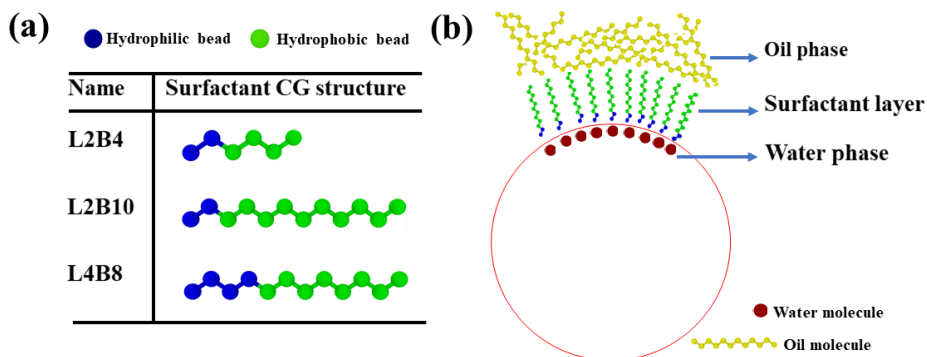 (a)
Hydrophilic bead
Hydrophobic bead
Name
Surfactant CG structure
L2B4
L2B10
L4B8
(b)
Oil phase
Surfactant layer
Water phase
Water molecule
Oil molecule